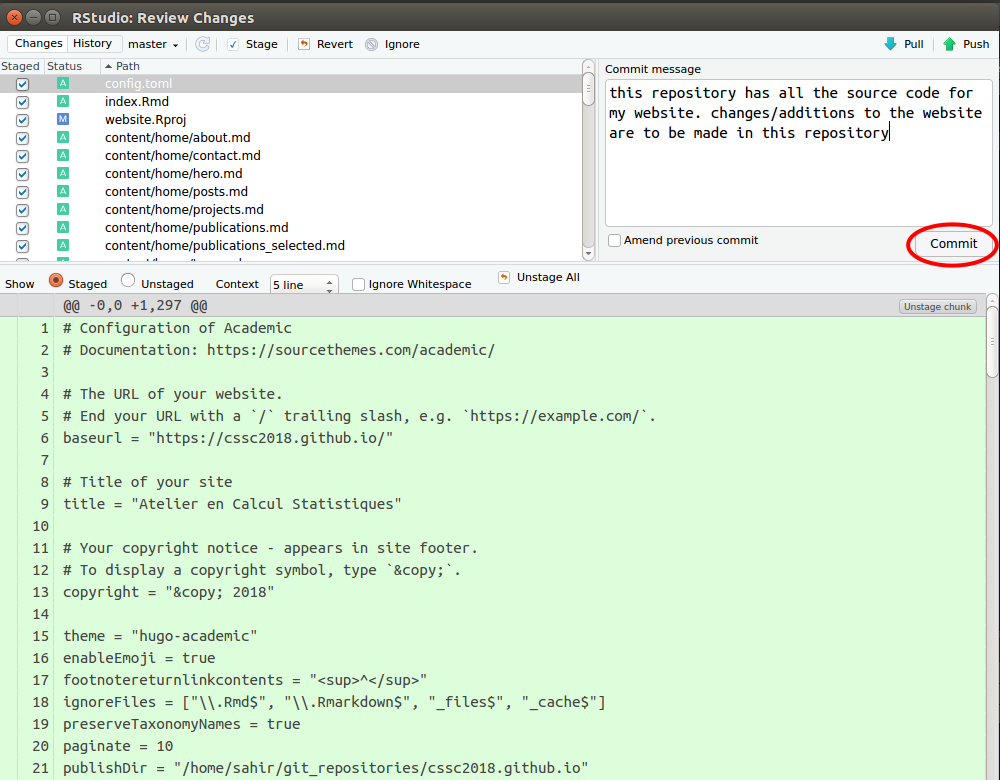 RStudio: Review Changes
Changes History master Stage Revert Ignore Pull Push
Staged Status Path
A config.toml
A index.Rmd
M website.Rproj
A content/home/about.md
A content/home/contact.md
A content/home/hero.md
A content/home/posts.md
A content/home/projects.md
A content/home/publications.md
A content/home/publications_selected.md
Commit message
this repository has all the source code for
my website. changes/additions to the website
are to be made in this repository
Amend previous commit
Commit
Show Staged Unstaged Context 5 line Ignore Whitespace Unstage All
@@ -0,0 +1,297 @@ Unstage chunk
1 # Configuration of Academic
2 # Documentation: https://sourcethemes.com/academic/
3
4 # The URL of your website.
5 # End your URL with a `/` trailing slash, e.g. `https://example.com/`.
6 baseurl = "https://cssc2018.github.io/"
7
8 # Title of your site
9 title = "Atelier en Calcul Statistiques"
10
11 # Your copyright notice - appears in site footer.
12 # To display a copyright symbol, type `&copy;`.
13 copyright = "&copy; 2018"
14
15 theme = "hugo-academic"
16 enableEmoji = true
17 footnotereturnlinkcontents = "<sup>^</sup>"
18 ignoreFiles = ["\\.Rmd$", "\\.Rmarkdown$", "_files$", "_cache$"]
19 preserveTaxonomyNames = true
20 paginate = 10
21 publishDir = "/home/sahir/git_repositories/cssc2018.github.io"